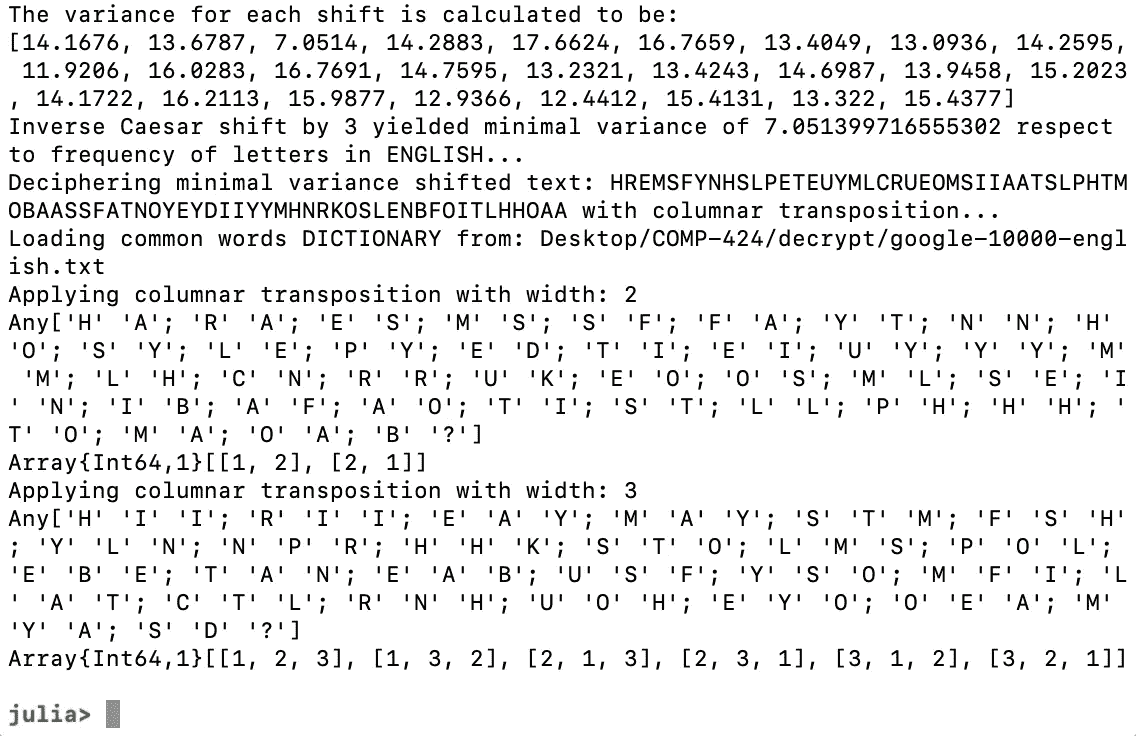 The variance for each shift is calculated to be:
[14.1676, 13.6787, 7.0514, 14.2883, 17.6624, 16.7659, 13.4049, 13.0936, 14.2595,
 11.9206, 16.0283, 16.7691, 14.7595, 13.2321, 13.4243, 14.6987, 13.9458, 15.2023
, 14.1722, 16.2113, 15.9877, 12.9366, 12.4412, 15.4131, 13.322, 15.4377]
Inverse Caesar shift by 3 yielded minimal variance of 7.051399716555302 respect
to frequency of letters in ENGLISH...
Deciphering minimal variance shifted text: HREMSFYNHSLPETEUYMLCRUEOMSIIAATSLPHTM
OBAASSFATNOYEYDIIYYMHNRKOSLENBFOITLHHOAA with columnar transposition...
Loading common words DICTIONARY from: Desktop/COMP-424/decrypt/google-10000-engl
ish.txt
Applying columnar transposition with width: 2
Any['H' 'A'; 'R' 'A'; 'E' 'S'; 'M' 'S'; 'S' 'F'; 'F' 'A'; 'Y' 'T'; 'N' 'N'; 'H'
'O'; 'S' 'Y'; 'L' 'E'; 'P' 'Y'; 'E' 'D'; 'T' 'I'; 'E' 'I'; 'U' 'Y'; 'Y' 'Y'; 'M'
 'M'; 'L' 'H'; 'C' 'N'; 'R' 'R'; 'U' 'K'; 'E' 'O'; 'O' 'S'; 'M' 'L'; 'S' 'E'; 'I
' 'N'; 'I' 'B'; 'A' 'F'; 'A' 'O'; 'T' 'I'; 'S' 'T'; 'L' 'L'; 'P' 'H'; 'H' 'H'; '
T' 'O'; 'M' 'A'; 'O' 'A'; 'B' '?']
Array{Int64,1}[[1, 2], [2, 1]]
Applying columnar transposition with width: 3
Any['H' 'I' 'I'; 'R' 'I' 'I'; 'E' 'A' 'Y'; 'M' 'A' 'Y'; 'S' 'T' 'M'; 'F' 'S' 'H'
; 'Y' 'L' 'N'; 'N' 'P' 'R'; 'H' 'H' 'K'; 'S' 'T' 'O'; 'L' 'M' 'S'; 'P' 'O' 'L';
'E' 'B' 'E'; 'T' 'A' 'N'; 'E' 'A' 'B'; 'U' 'S' 'F'; 'Y' 'S' 'O'; 'M' 'F' 'I'; 'L
' 'A' 'T'; 'C' 'T' 'L'; 'R' 'N' 'H'; 'U' 'O' 'H'; 'E' 'Y' 'O'; 'O' 'E' 'A'; 'M'
'Y' 'A'; 'S' 'D' '?']
Array{Int64,1}[[1, 2, 3], [1, 3, 2], [2, 1, 3], [2, 3, 1], [3, 1, 2], [3, 2, 1]]
julia>